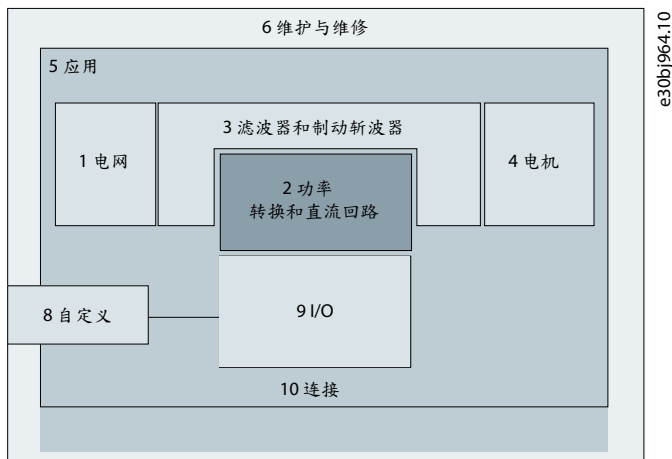 6 维护与维修
5 应用
3 滤波器和制动斩波器
1 电网
4 电机
2 功率
转换和直流回路
9 I/O
8 自定义
10 连接
e30bj964.10